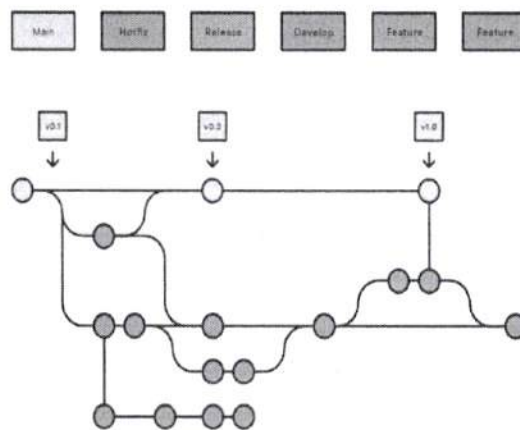 Main
Hotfix
Release
Develop
Feature
Feature
v0.1
v0.2
v1.0